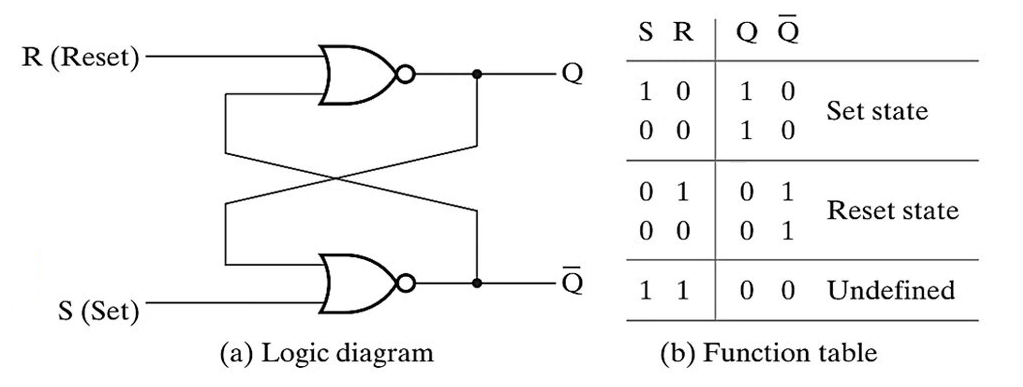 R (Reset)
Q
Q̅
S (Set)
(a) Logic diagram
S R Q Q̅
1 0 1 0
Set state
0 0 1 0
0 1 0 1
Reset state
0 0 0 1
1 1 0 0 Undefined
(b) Function table